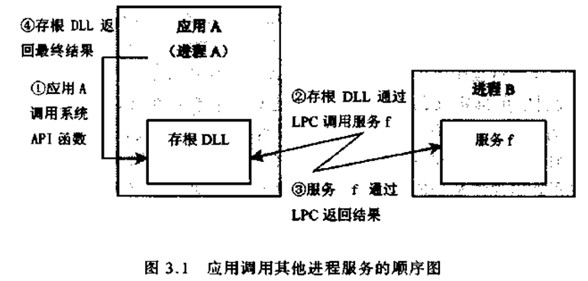 ④存根 DLL 返
回最终结果
①应用 A
调用系统
API 函数
应用 A
（进程 A）
存根 DLL
②存根 DLL 通过
LPC 调用服务 f
③服务 f 通过
LPC 返回结果
进程 B
服务 f
图 3.1 应用调用其他进程服务的顺序图